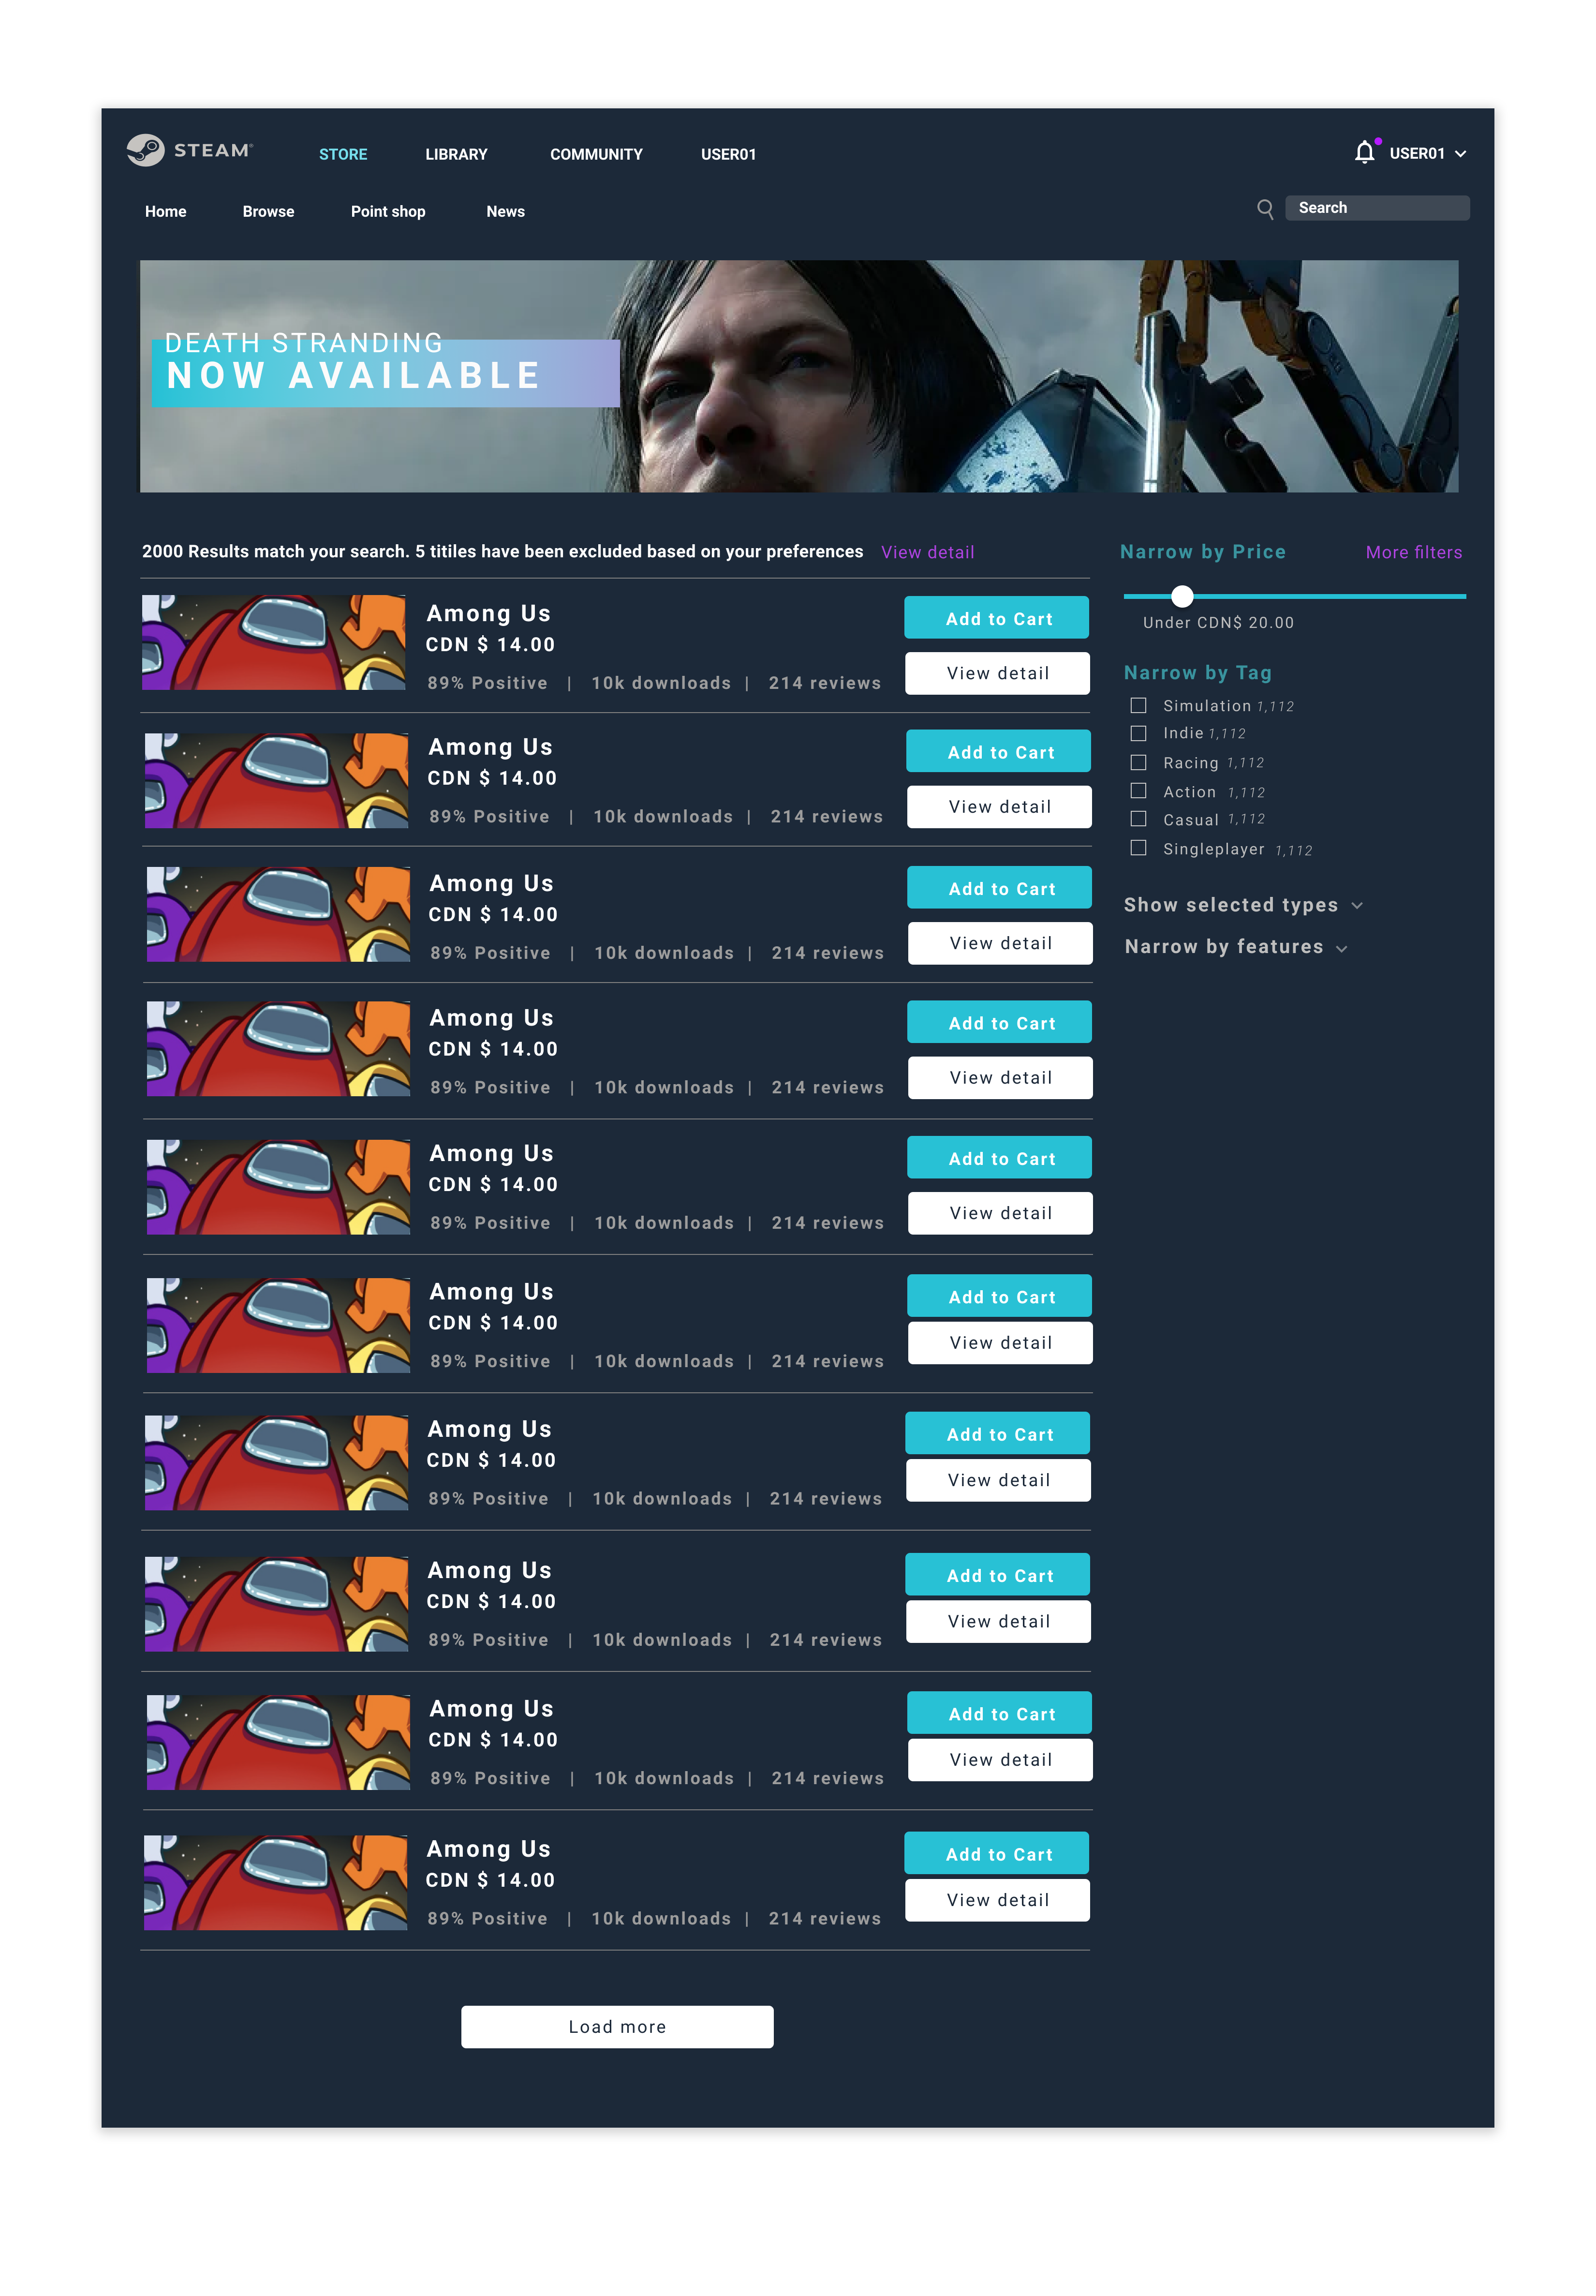 STEAM®
STORE LIBRARY COMMUNITY USER01
USER01
Home Browse Point shop News
Search
DEATH STRANDING
NOW AVAILABLE
2000 Results match your search. 5 titiles have been excluded based on your preferences View detail
Among Us
CDN $ 14.00
89% Positive | 10k downloads | 214 reviews
Add to Cart
View detail
Among Us
CDN $ 14.00
89% Positive | 10k downloads | 214 reviews
Add to Cart
View detail
Among Us
CDN $ 14.00
89% Positive | 10k downloads | 214 reviews
Add to Cart
View detail
Among Us
CDN $ 14.00
89% Positive | 10k downloads | 214 reviews
Add to Cart
View detail
Among Us
CDN $ 14.00
89% Positive | 10k downloads | 214 reviews
Add to Cart
View detail
Among Us
CDN $ 14.00
89% Positive | 10k downloads | 214 reviews
Add to Cart
View detail
Among Us
CDN $ 14.00
89% Positive | 10k downloads | 214 reviews
Add to Cart
View detail
Among Us
CDN $ 14.00
89% Positive | 10k downloads | 214 reviews
Add to Cart
View detail
Among Us
CDN $ 14.00
89% Positive | 10k downloads | 214 reviews
Add to Cart
View detail
Among Us
CDN $ 14.00
89% Positive | 10k downloads | 214 reviews
Add to Cart
View detail
Load more
Narrow by Price More filters
Under CDN$ 20.00
Narrow by Tag
Simulation 1,112
Indie 1,112
Racing 1,112
Action 1,112
Casual 1,112
Singleplayer 1,112
Show selected types
Narrow by features